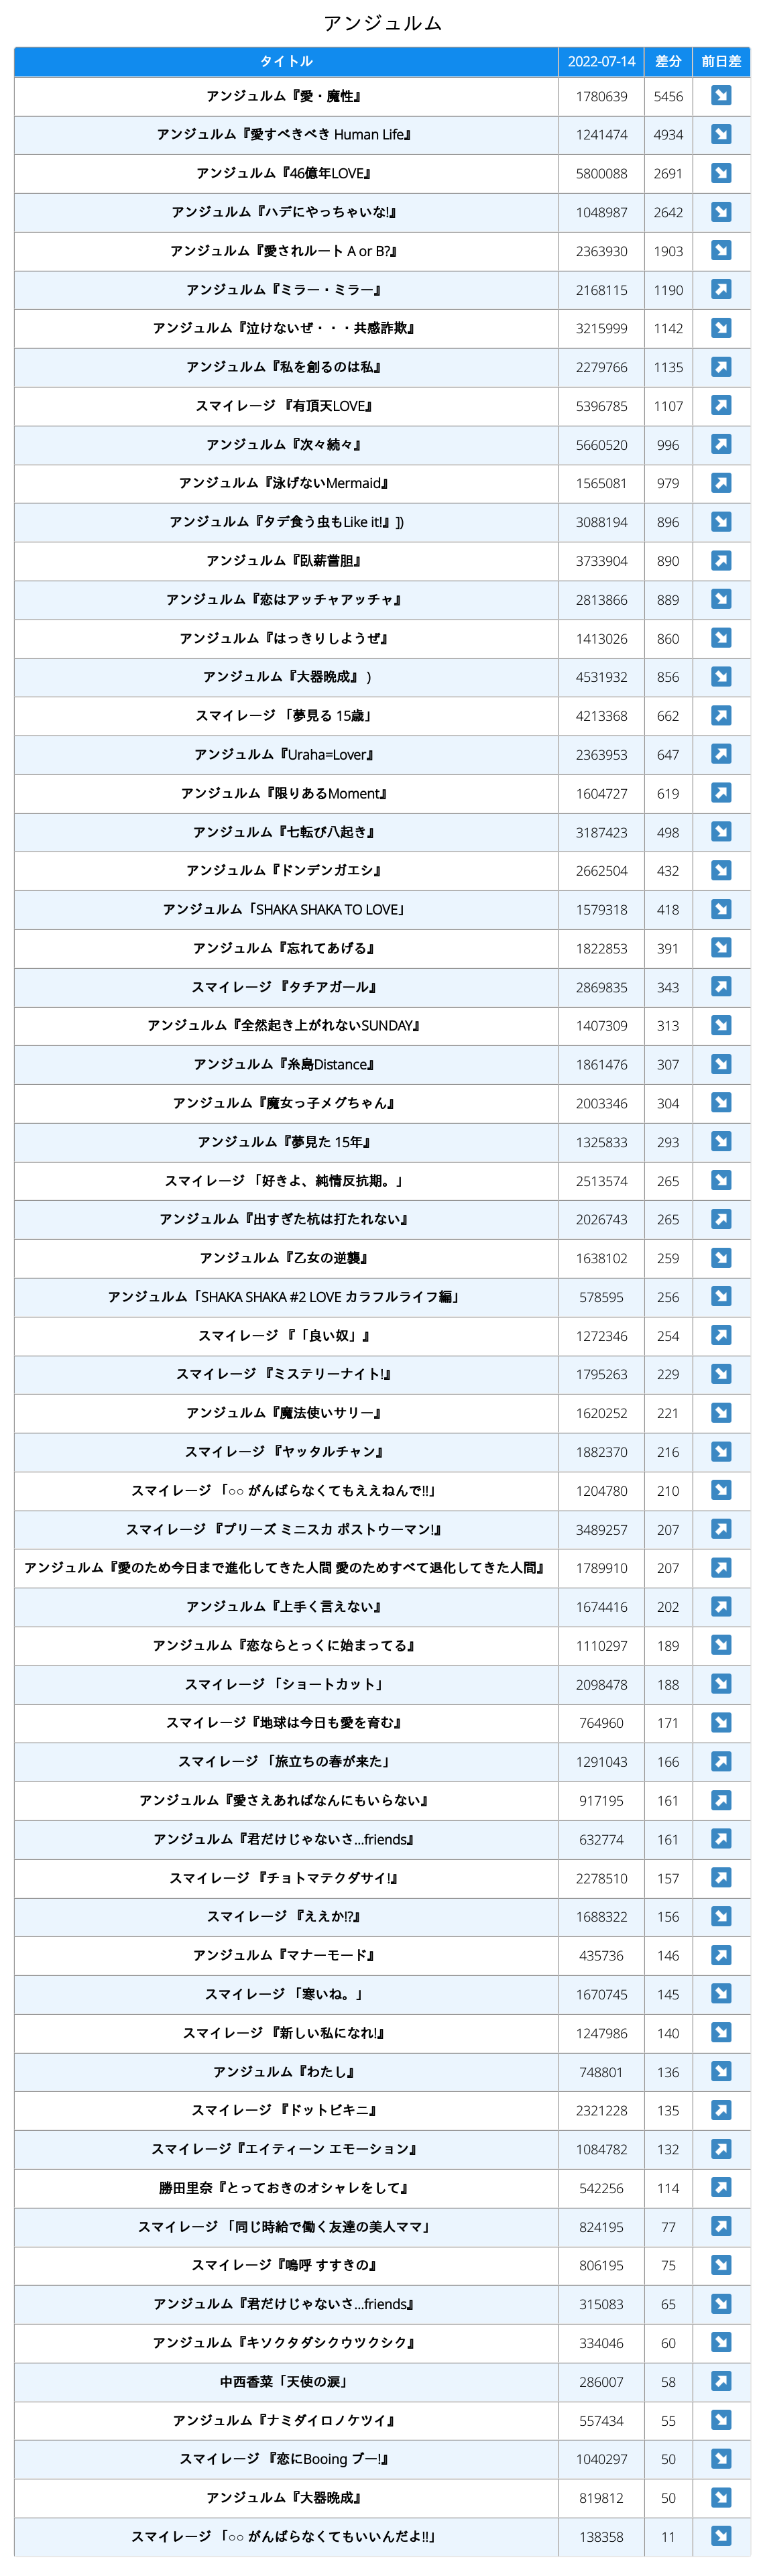 アンジュルム
タイトル 2022-07-14 差分 前日差
アンジュルム『愛・魔性』 1780639 5456 ↘
アンジュルム『愛すべきべき Human Life』 1241474 4934 ↘
アンジュルム『46億年LOVE』 5800088 2691 ↘
アンジュルム『ハデにやっちゃいな!』 1048987 2642 ↘
アンジュルム『愛されルート A or B?』 2363930 1903 ↘
アンジュルム『ミラー・ミラー』 2168115 1190 ↗
アンジュルム『泣けないぜ・・・共感詐欺』 3215999 1142 ↘
アンジュルム『私を創るのは私』 2279766 1135 ↗
スマイレージ 『有頂天LOVE』 5396785 1107 ↗
アンジュルム『次々続々』 5660520 996 ↗
アンジュルム『泳げないMermaid』 1565081 979 ↗
アンジュルム『タデ食う虫もLike it!』]) 3088194 896 ↘
アンジュルム『臥薪嘗胆』 3733904 890 ↗
アンジュルム『恋はアッチャアッチャ』 2813866 889 ↘
アンジュルム『はっきりしようぜ』 1413026 860 ↘
アンジュルム『大器晩成』 ) 4531932 856 ↘
スマイレージ 「夢見る 15歳」 4213368 662 ↗
アンジュルム『Uraha=Lover』 2363953 647 ↗
アンジュルム『限りあるMoment』 1604727 619 ↗
アンジュルム『七転び八起き』 3187423 498 ↘
アンジュルム『ドンデンガエシ』 2662504 432 ↘
アンジュルム「SHAKA SHAKA TO LOVE」 1579318 418 ↘
アンジュルム『忘れてあげる』 1822853 391 ↘
スマイレージ 『タチアガール』 2869835 343 ↗
アンジュルム『全然起き上がれないSUNDAY』 1407309 313 ↘
アンジュルム『糸島Distance』 1861476 307 ↘
アンジュルム『魔女っ子メグちゃん』 2003346 304 ↘
アンジュルム『夢見た 15年』 1325833 293 ↘
スマイレージ 「好きよ、純情反抗期。」 2513574 265 ↘
アンジュルム『出すぎた杭は打たれない』 2026743 265 ↗
アンジュルム『乙女の逆襲』 1638102 259 ↘
アンジュルム「SHAKA SHAKA #2 LOVE カラフルライフ編」 578595 256 ↘
スマイレージ 『「良い奴」』 1272346 254 ↗
スマイレージ 『ミステリーナイト!』 1795263 229 ↘
アンジュルム『魔法使いサリー』 1620252 221 ↘
スマイレージ 『ヤッタルチャン』 1882370 216 ↘
スマイレージ 「○○ がんばらなくてもええねんで!!」 1204780 210 ↘
スマイレージ 『プリーズ ミニスカ ポストウーマン!』 3489257 207 ↗
アンジュルム『愛のため今日まで進化してきた人間 愛のためすべて退化してきた人間』 1789910 207 ↗
アンジュルム『上手く言えない』 1674416 202 ↗
アンジュルム『恋ならとっくに始まってる』 1110297 189 ↘
スマイレージ 「ショートカット」 2098478 188 ↘
スマイレージ『地球は今日も愛を育む』 764960 171 ↘
スマイレージ 「旅立ちの春が来た」 1291043 166 ↗
アンジュルム『愛さえあればなんにもいらない』 917195 161 ↗
アンジュルム『君だけじゃないさ...friends』 632774 161 ↗
スマイレージ 『チョトマテクダサイ!』 2278510 157 ↗
スマイレージ 『ええか!?』 1688322 156 ↘
アンジュルム『マナーモード』 435736 146 ↗
スマイレージ 「寒いね。」 1670745 145 ↘
スマイレージ 『新しい私になれ!』 1247986 140 ↘
アンジュルム『わたし』 748801 136 ↘
スマイレージ 『ドットビキニ』 2321228 135 ↗
スマイレージ『エイティーン エモーション』 1084782 132 ↗
勝田里奈『とっておきのオシャレをして』 542256 114 ↗
スマイレージ 「同じ時給で働く友達の美人ママ」 824195 77 ↗
スマイレージ『嗚呼 すすきの』 806195 75 ↘
アンジュルム『君だけじゃないさ...friends』 315083 65 ↘
アンジュルム『キソクタダシクウツクシク』 334046 60 ↘
中西香菜「天使の涙」 286007 58 ↗
アンジュルム『ナミダイロノケツイ』 557434 55 ↘
スマイレージ 『恋にBooing ブー!』 1040297 50 ↘
アンジュルム『大器晩成』 819812 50 ↘
スマイレージ 「○○ がんばらなくてもいいんだよ!!」 138358 11 ↘